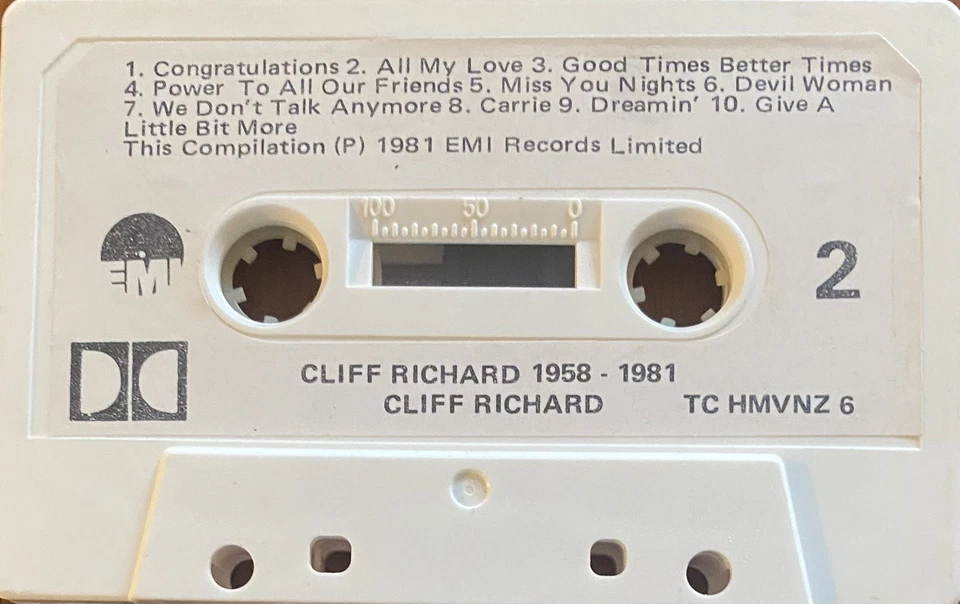 1. Congratulations 2. All My Love 3. Good Times Better Times
4. Power To All Our Friends 5. Miss You Nights 6. Devil Woman
7. We Don't Talk Anymore 8. Carrie 9. Dreamin' 10. Give A
Little Bit More
This Compilation (P) 1981 EMI Records Limited
100 50 0
EMI
2
CLIFF RICHARD 1958 - 1981
CLIFF RICHARD TC HMVNZ 6